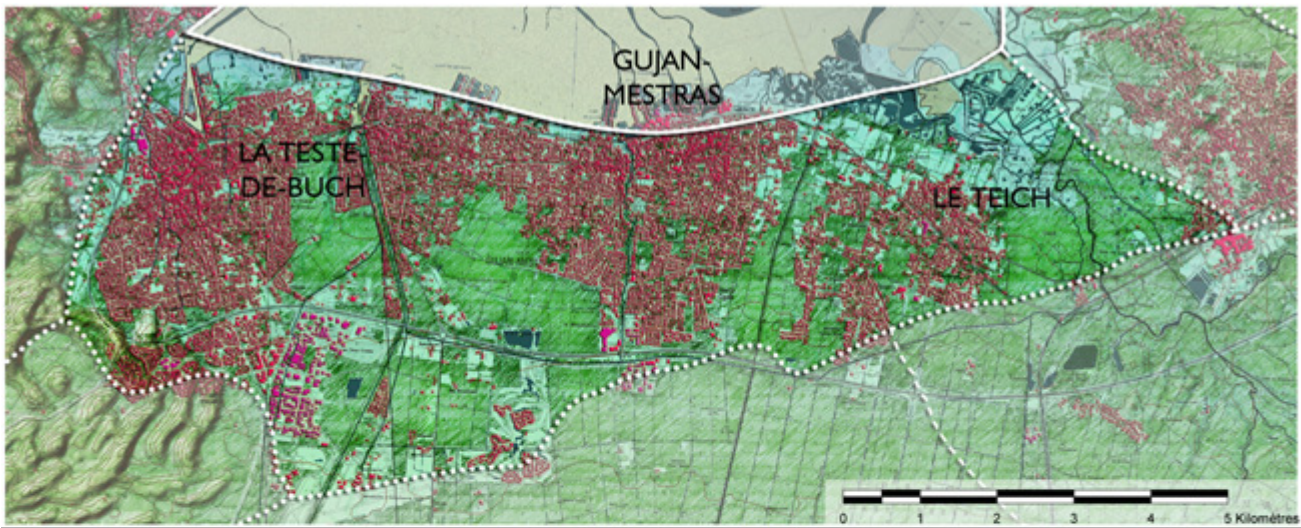 GUJAN-
MESTRAS
LA TESTE-
DE-BUCH
LE TEICH
0 1 2 3 4 5 Kilomètres